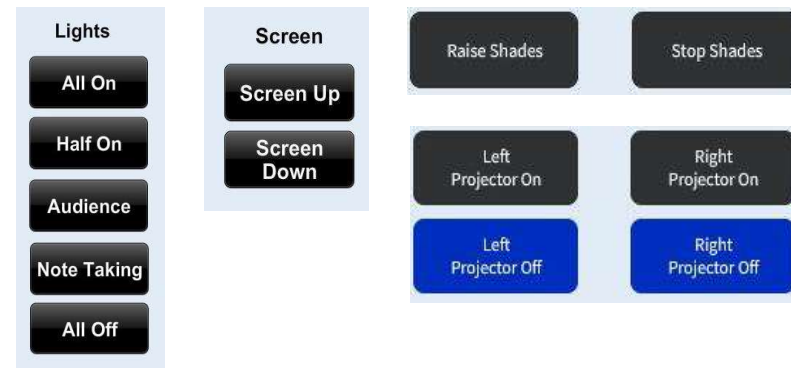 Lights
All On
Half On
Audience
Note Taking
All Off
Screen
Screen Up
Screen
Down
Raise Shades
Stop Shades
Left
Projector On
Right
Projector On
Left
Projector Off
Right
Projector Off